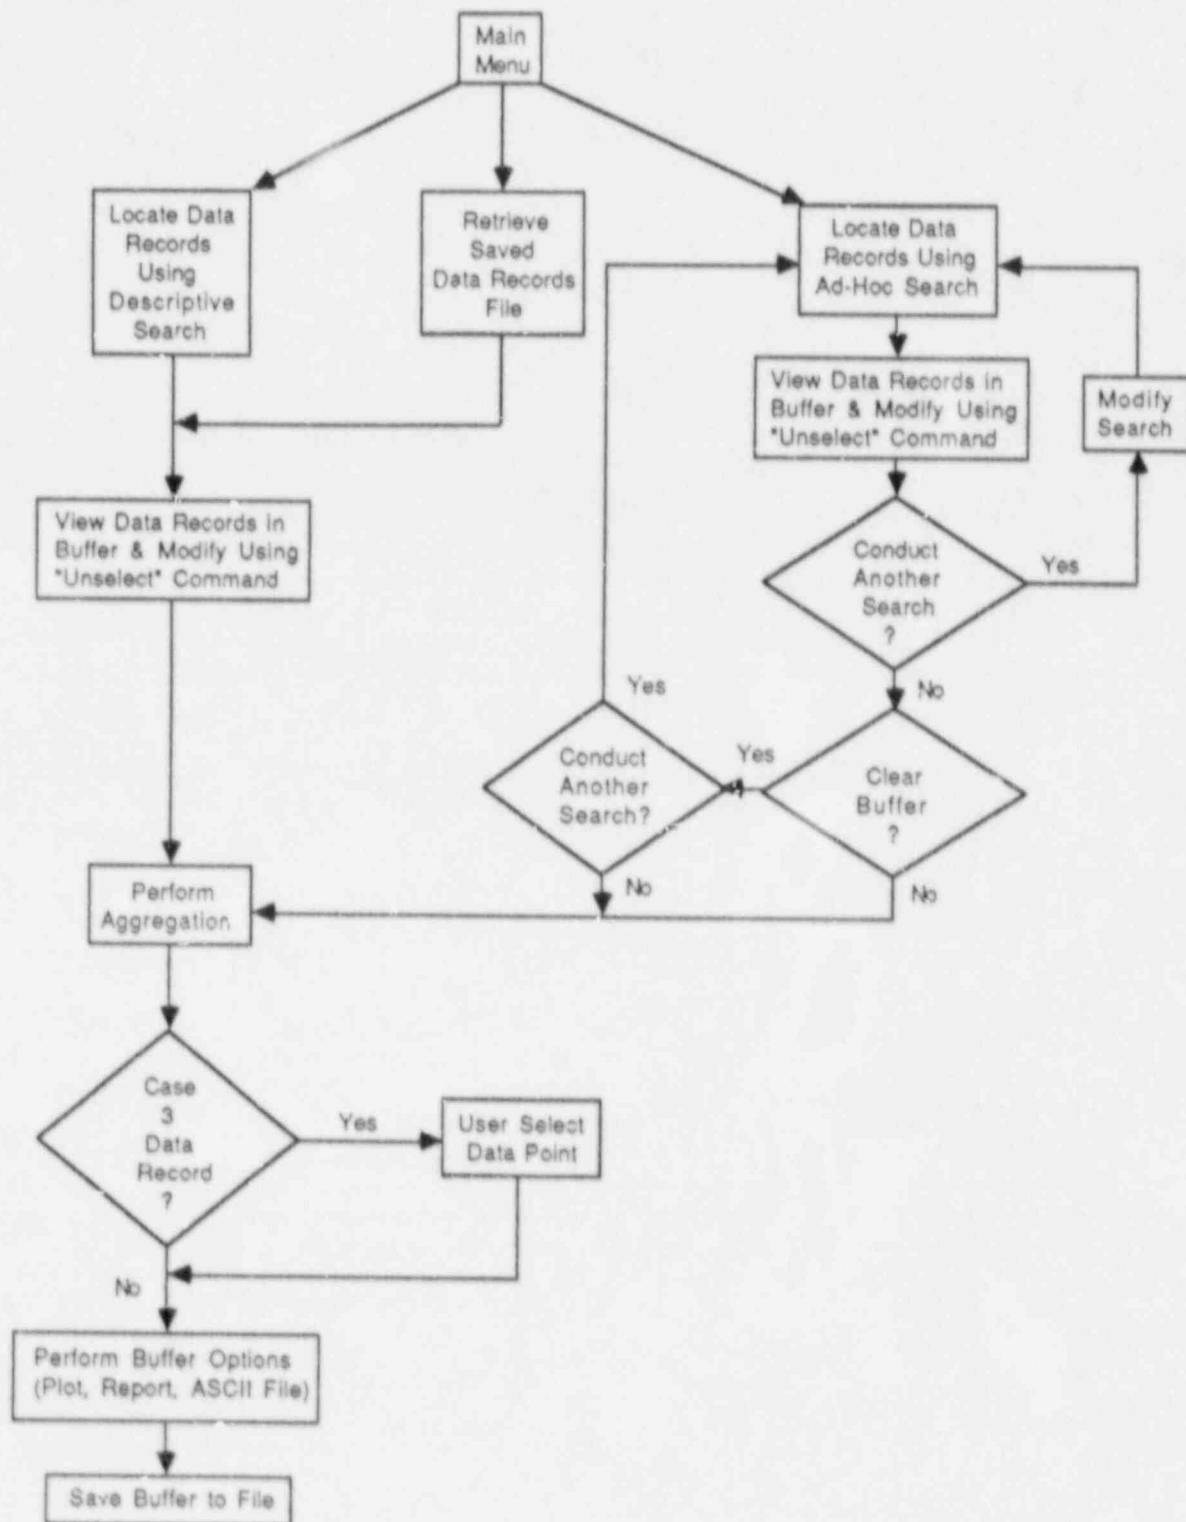 Main
Menu
Locate Data
Records
Using
Descriptive
Search
Retrieve
Saved
Data Records
File
Locate Data
Records Using
Ad-Hoc Search
View Data Records in
Buffer & Modify Using
"Unselect" Command
Modify
Search
View Data Records in
Buffer & Modify Using
"Unselect" Command
Conduct
Another
Search
?
Yes
No
Yes
Conduct
Another
Search?
Yes
Clear
Buffer
?
No
No
Perform
Aggregation
Case
3
Data
Record
?
Yes
User Select
Data Point
No
Perform Buffer Options
(Plot, Report, ASCII File)
Save Buffer to File